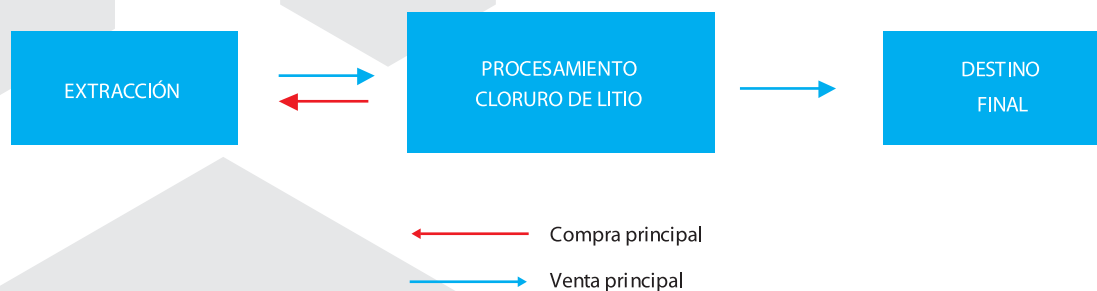 EXTRACCIÓN
PROCESAMIENTO
CLORURO DE LITIO
DESTINO
FINAL
Compra principal
Venta principal